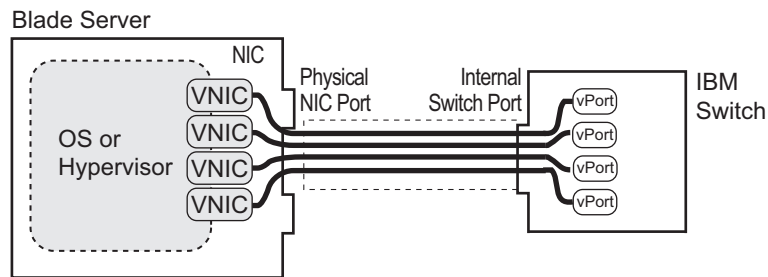 Blade Server
NIC
Physical
NIC Port
Internal
Switch Port
IBM
Switch
OS or
Hypervisor
VNIC
VNIC
VNIC
VNIC
vPort
vPort
vPort
vPort